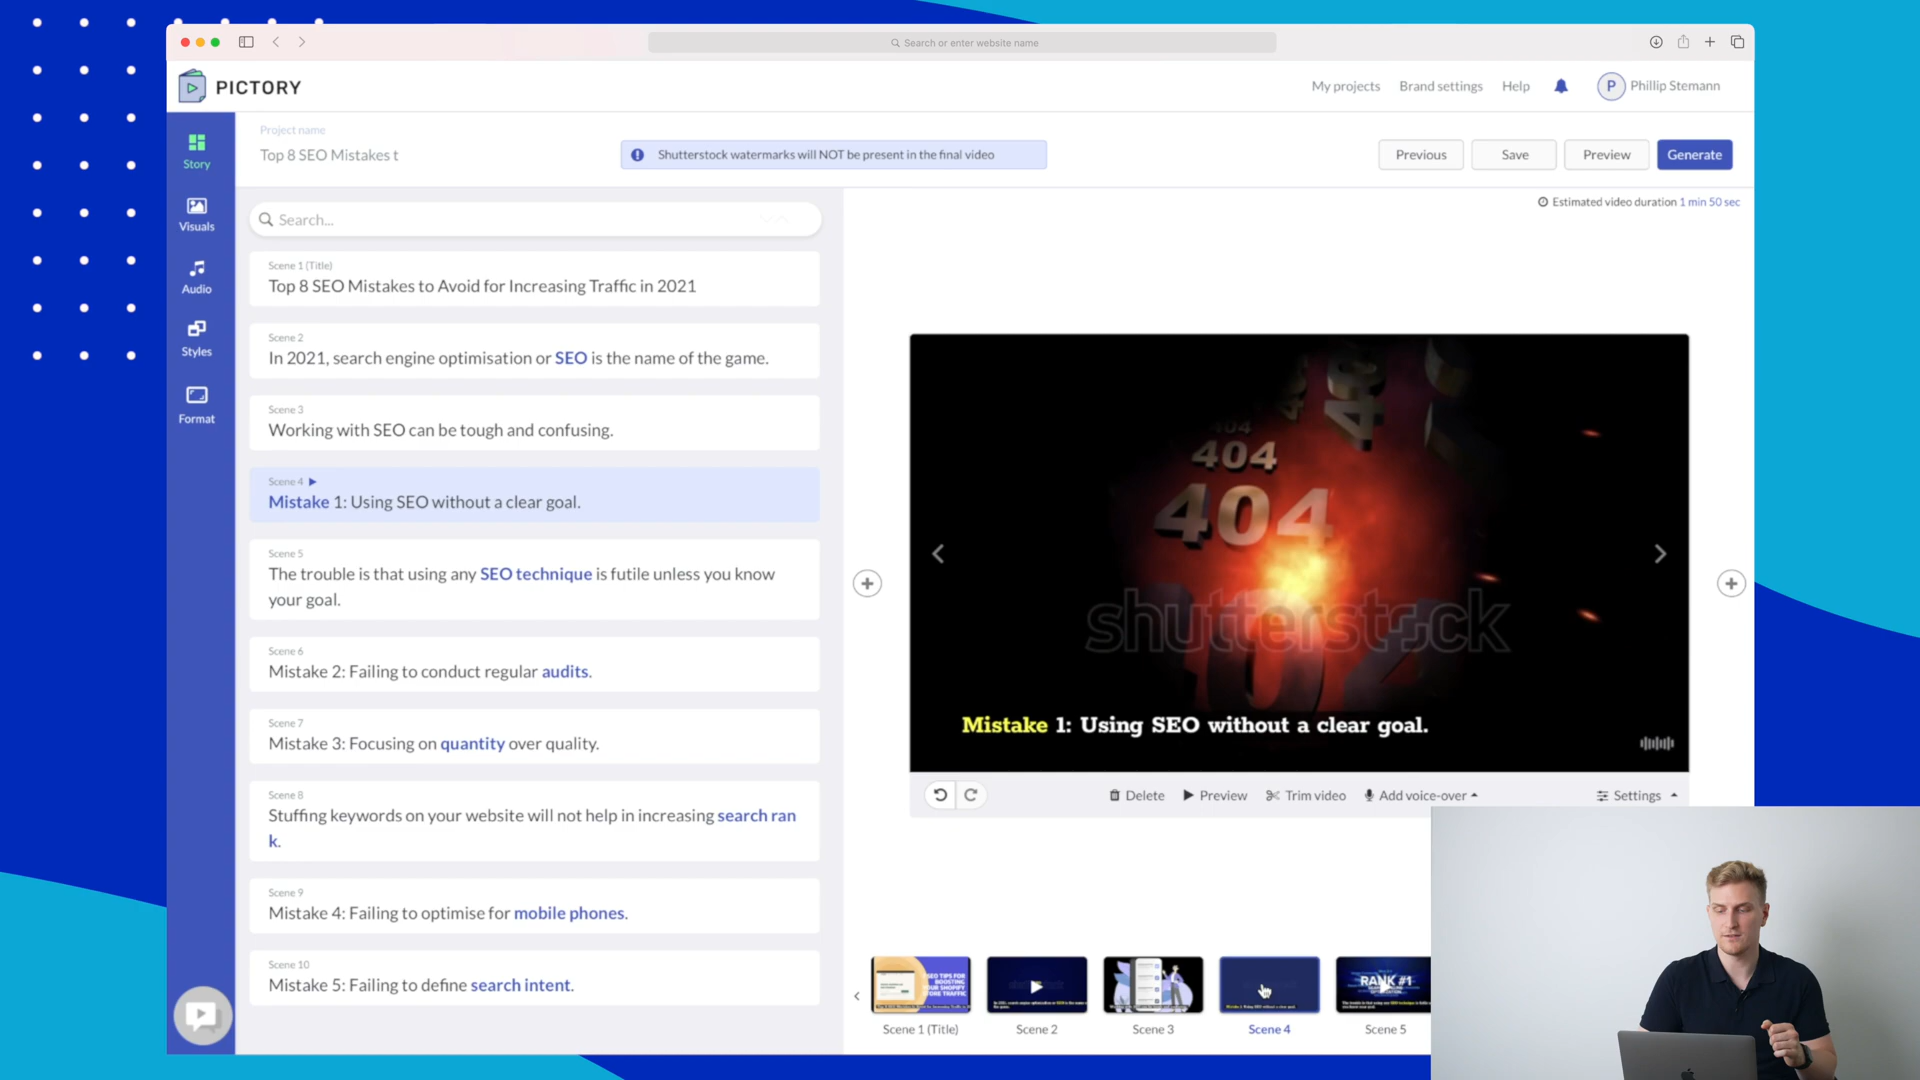 Search or enter website name
PICTORY
My projects
Brand settings
Help
P
Phillip Stemann
Story
Visuals
Audio
Styles
Format
Project name
Top 8 SEO Mistakes t
Shutterstock watermarks will NOT be present in the final video
Previous
Save
Preview
Generate
Estimated video duration 1 min 50 sec
Search...
Scene 1 (Title)
Top 8 SEO Mistakes to Avoid for Increasing Traffic in 2021
Scene 2
In 2021, search engine optimisation or SEO is the name of the game.
Scene 3
Working with SEO can be tough and confusing.
Scene 4
Mistake 1: Using SEO without a clear goal.
Scene 5
The trouble is that using any SEO technique is futile unless you know
your goal.
Scene 6
Mistake 2: Failing to conduct regular audits.
Scene 7
Mistake 3: Focusing on quantity over quality.
Scene 8
Stuffing keywords on your website will not help in increasing search ran
k.
Scene 9
Mistake 4: Failing to optimise for mobile phones.
Scene 10
Mistake 5: Failing to define search intent.
404
404
404
shutterstock
Mistake 1: Using SEO without a clear goal.
Delete
Preview
Trim video
Add voice-over
Settings
SEO TIPS FOR
BOOSTING
YOUR SHOPIFY
STORE TRAFFIC
RANK #1
Scene 1 (Title)
Scene 2
Scene 3
Scene 4
Scene 5